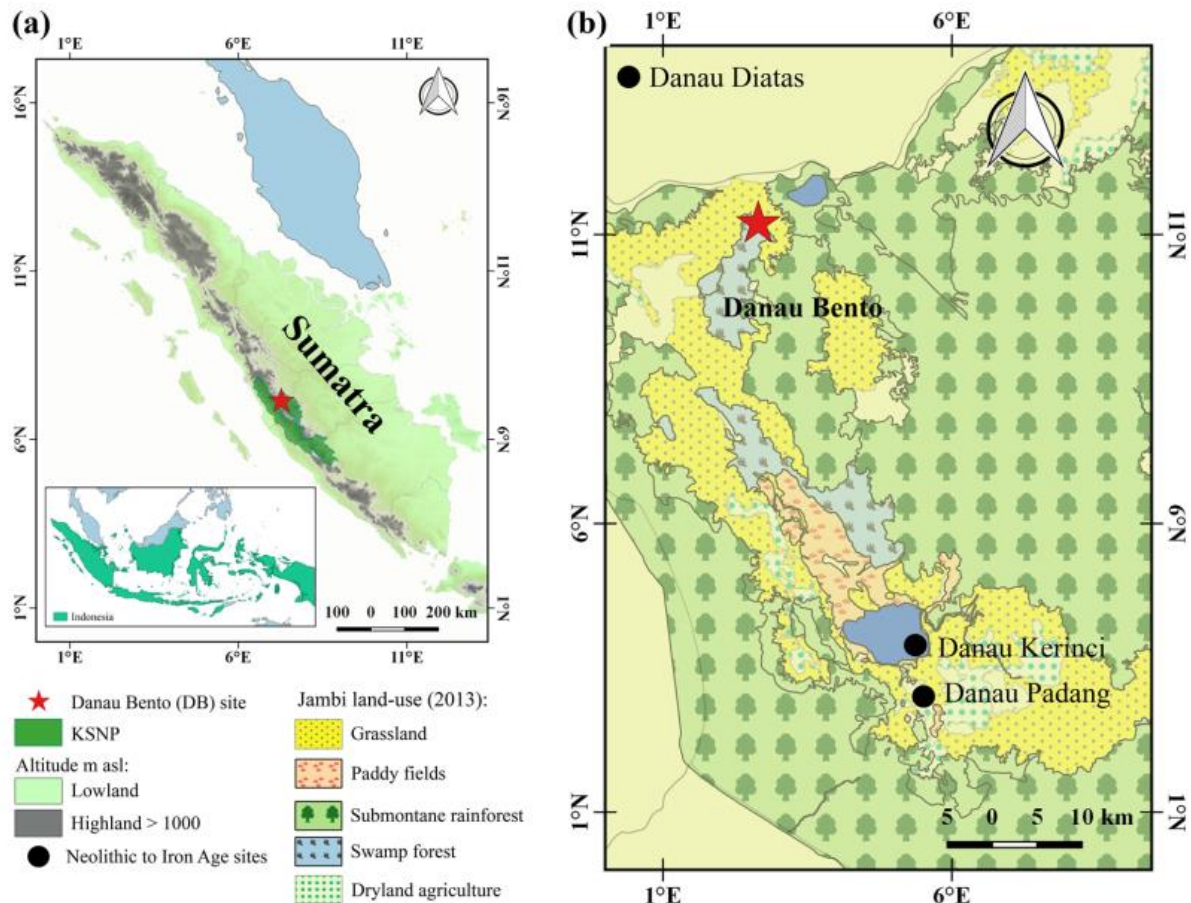 (a)
1°E 6°E 11°E
16°N 16°N
11°N 11°N
Sumatra
6°N 6°N
1°N 1°N
Indonesia
100 0 100 200 km
1°E 6°E 11°E
Danau Bento (DB) site
KSNP
Altitude m asl:
Lowland
Highland > 1000
Neolithic to Iron Age sites
Jambi land-use (2013):
Grassland
Paddy fields
Submontane rainforest
Swamp forest
Dryland agriculture
(b)
1°E 6°E
Danau Diatas
11°N 11°N
Danau Bento
6°N 6°N
Danau Kerinci
Danau Padang
1°N 1°N
5 0 5 10 km
1°E 6°E